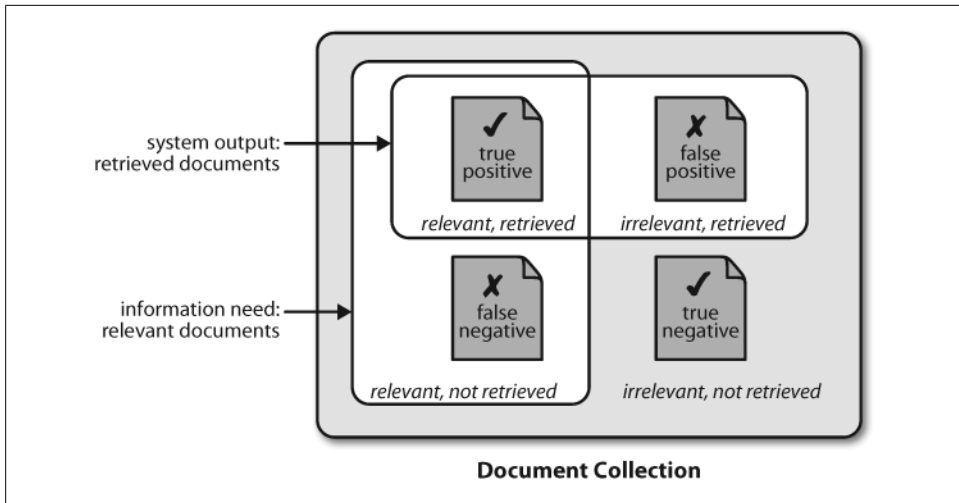 ✓
true
positive
✗
false
positive
system output:
retrieved documents
relevant, retrieved
irrelevant, retrieved
✗
false
negative
✓
true
negative
information need:
relevant documents
relevant, not retrieved
irrelevant, not retrieved
Document Collection